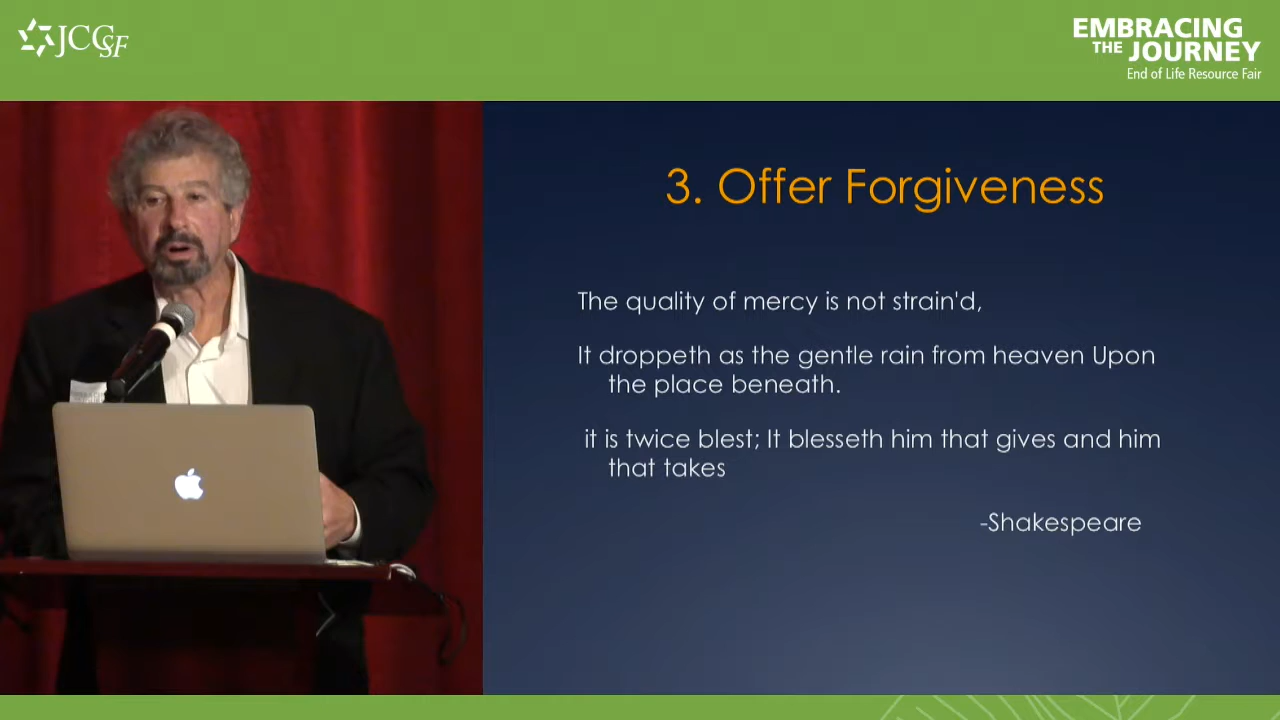 JCCSF
EMBRACING
THE JOURNEY
End of Life Resource Fair
3. Offer Forgiveness
The quality of mercy is not strain'd,
It droppeth as the gentle rain from heaven Upon
the place beneath.
it is twice blest; It blesseth him that gives and him
that takes
-Shakespeare